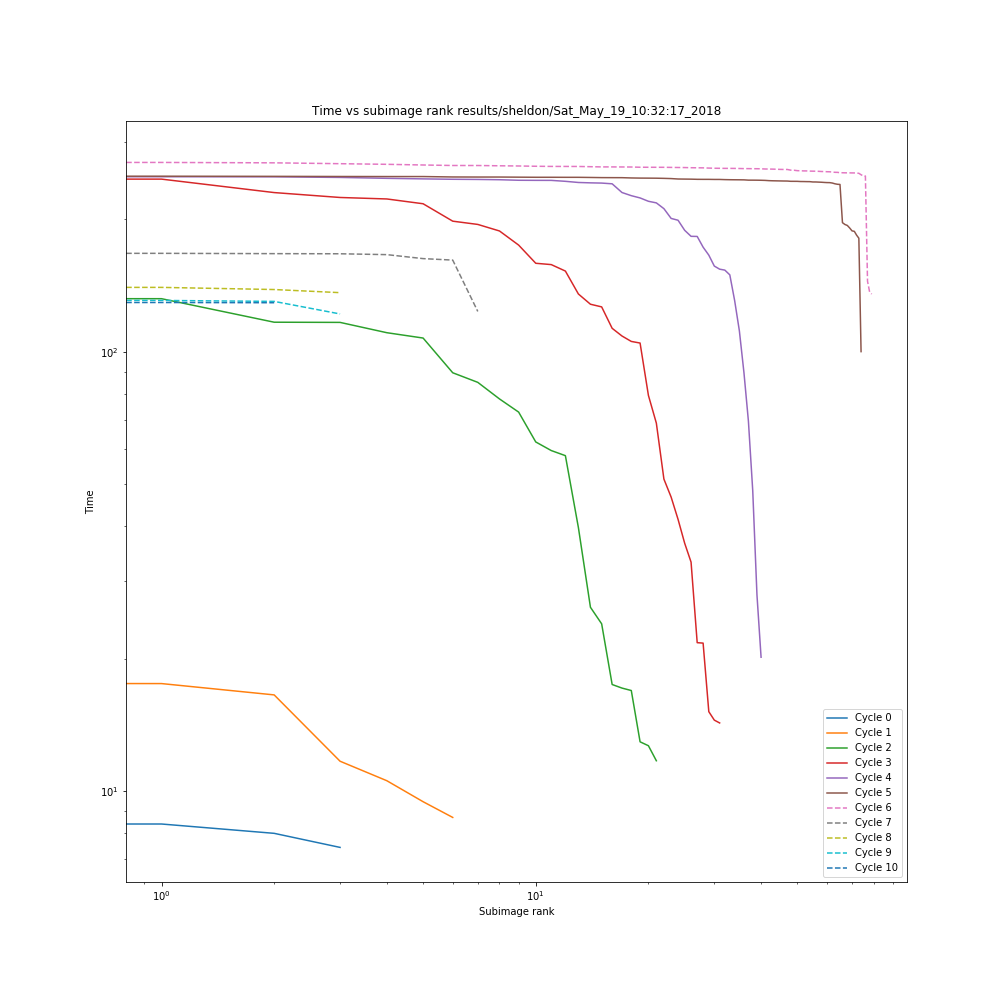 Time vs subimage rank results/sheldon/Sat_May_19_10:32:17_2018
Time
10²
10¹
10⁰
10¹
Subimage rank
Cycle 0
Cycle 1
Cycle 2
Cycle 3
Cycle 4
Cycle 5
Cycle 6
Cycle 7
Cycle 8
Cycle 9
Cycle 10